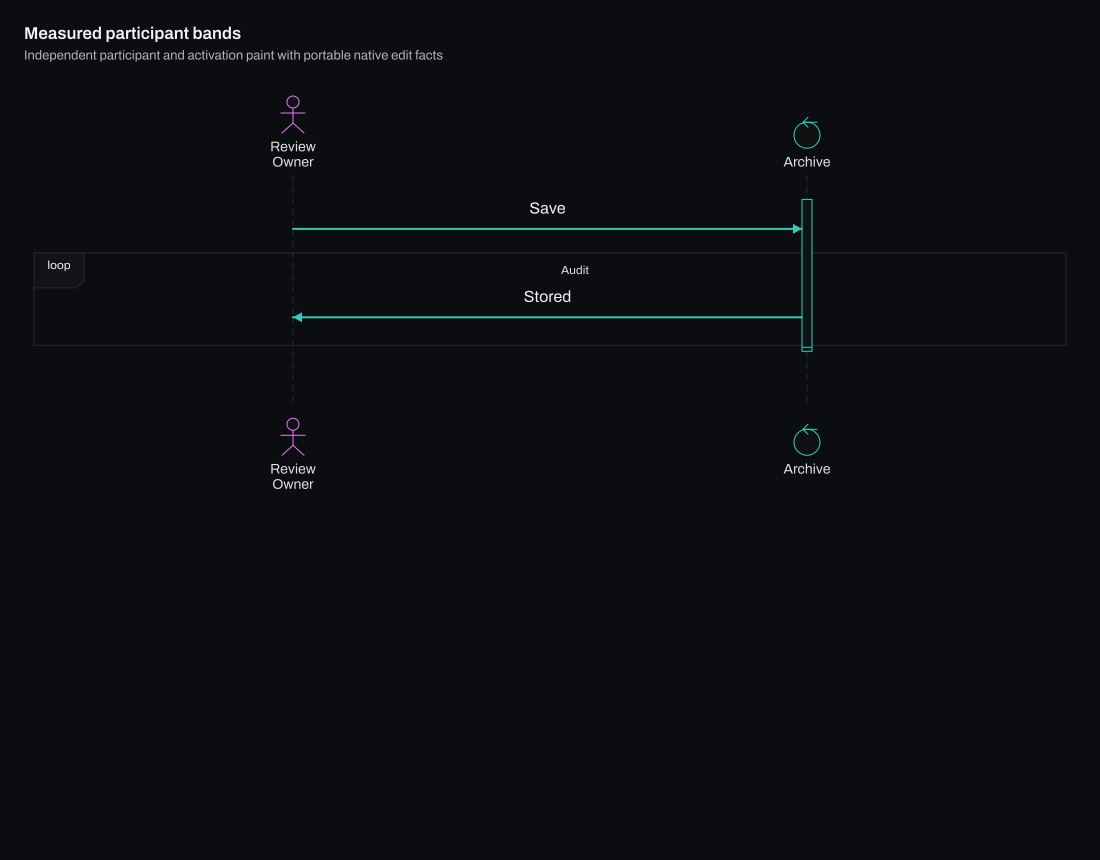 Measured participant bands
Independent participant and activation paint with portable native edit facts
Review
Owner
Archive
Save
loop
Audit
Stored
Review
Owner
Archive